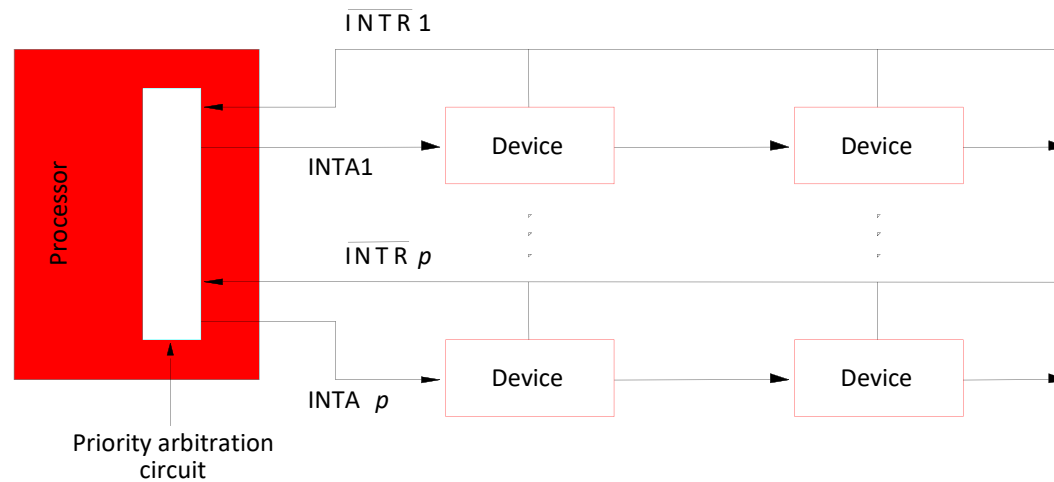 INTR 1
Device
Device
INTA1
Processor
INTR p
Device
Device
INTA p
Priority arbitration
circuit